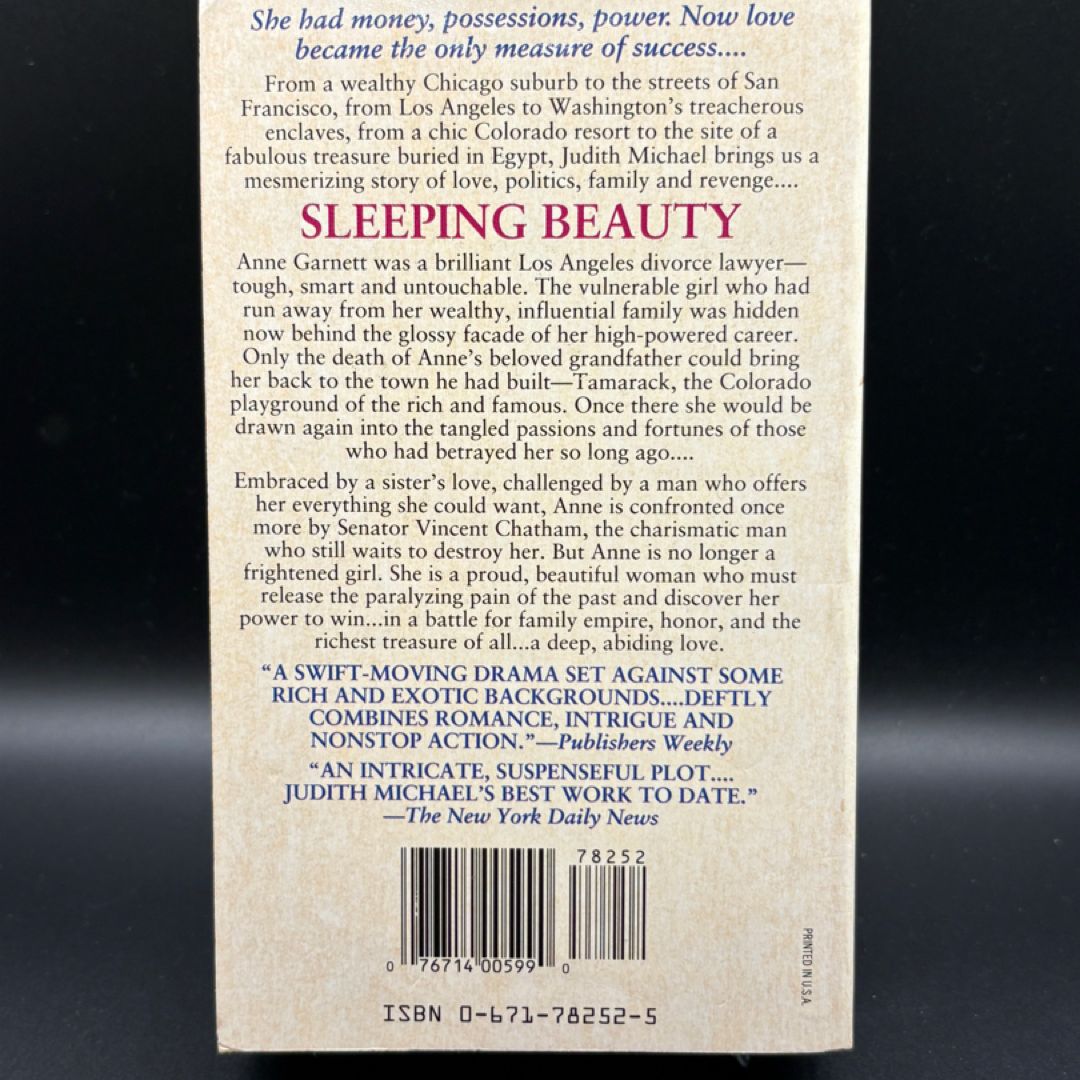 She had money, possessions, power. Now love
became the only measure of success....
From a wealthy Chicago suburb to the streets of San
Francisco, from Los Angeles to Washington's treacherous
enclaves, from a chic Colorado resort to the site of a
fabulous treasure buried in Egypt, Judith Michael brings us a
mesmerizing story of love, politics, family and revenge....
SLEEPING BEAUTY
Anne Garnett was a brilliant Los Angeles divorce lawyer—
tough, smart and untouchable. The vulnerable girl who had
run away from her wealthy, influential family was hidden
now behind the glossy facade of her high-powered career.
Only the death of Anne's beloved grandfather could bring
her back to the town he had built—Tamarack, the Colorado
playground of the rich and famous. Once there she would be
drawn again into the tangled passions and fortunes of those
who had betrayed her so long ago....
Embraced by a sister's love, challenged by a man who offers
her everything she could want, Anne is confronted once
more by Senator Vincent Chatham, the charismatic man
who still waits to destroy her. But Anne is no longer a
frightened girl. She is a proud, beautiful woman who must
release the paralyzing pain of the past and discover her
power to win...in a battle for family empire, honor, and the
richest treasure of all...a deep, abiding love.
"A SWIFT-MOVING DRAMA SET AGAINST SOME
RICH AND EXOTIC BACKGROUNDS....DEFTLY
COMBINES ROMANCE, INTRIGUE AND
NONSTOP ACTION."—Publishers Weekly
"AN INTRICATE, SUSPENSEFUL PLOT....
JUDITH MICHAEL'S BEST WORK TO DATE."
—The New York Daily News
78252
0 76714 00599 0
PRINTED IN U.S.A.
ISBN 0-671-78252-5